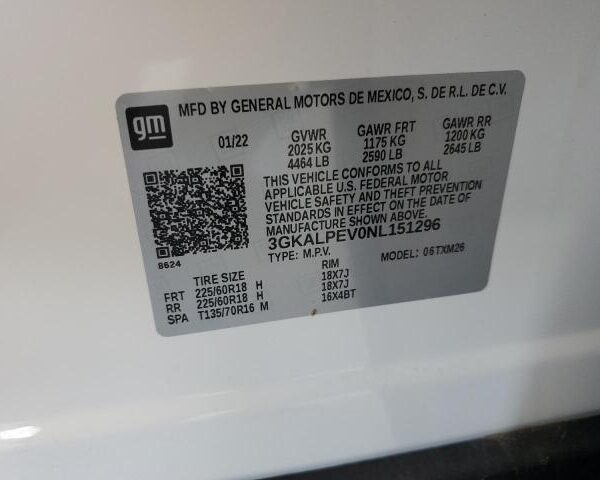 gm
MFD BY GENERAL MOTORS DE MEXICO, S. DE R.L. DE C.V.
01/22 GVWR GAWR FRT GAWR RR
2025 KG 1175 KG 1200 KG
4464 LB 2590 LB 2645 LB
THIS VEHICLE CONFORMS TO ALL
APPLICABLE U.S. FEDERAL MOTOR
VEHICLE SAFETY AND THEFT PREVENTION
STANDARDS IN EFFECT ON THE DATE OF
MANUFACTURE SHOWN ABOVE.
3GKALPEV0NL151296
8624
TYPE: M.P.V. MODEL: 06TXM26
TIRE SIZE RIM
FRT 225/60R18 H 18X7J
RR 225/60R18 H 18X7J
SPA T135/70R16 M 16X4BT